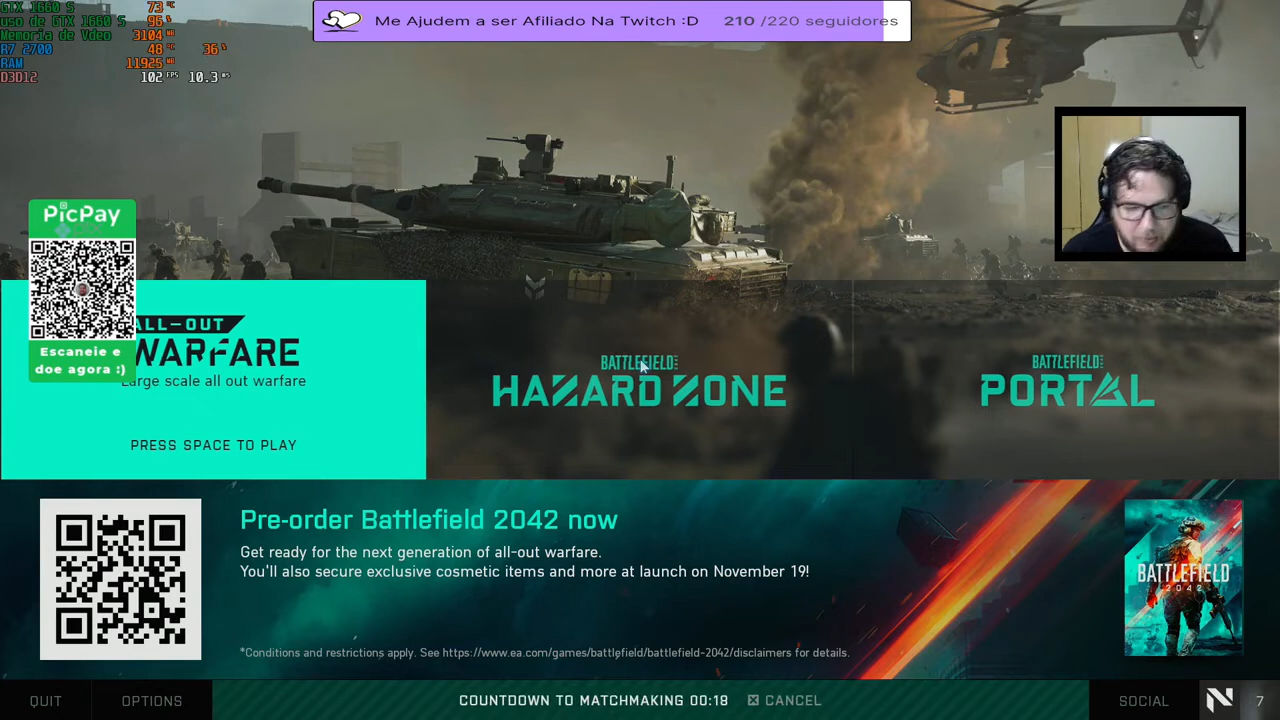 GTX 1660 S 73 °C
uso de GTX 1660 S 96 %
Memoria de Vdeo 3104 MB
R7 2700 48 °C 36 %
RAM 11925 MB
D3D12 102 FPS 10.3 ms
Me Ajudem a ser Afiliado Na Twitch :D 210 /220 seguidores
PicPay
pix
Escaneie e
doe agora :)
ALL-OUT
WARFARE
Large scale all out warfare
PRESS SPACE TO PLAY
BATTLEFIELD
HAZARD ZONE
BATTLEFIELD
PORTAL
Pre-order Battlefield 2042 now
Get ready for the next generation of all-out warfare.
You'll also secure exclusive cosmetic items and more at launch on November 19!
*Conditions and restrictions apply. See https://www.ea.com/games/battlefield/battlefield-2042/disclaimers for details.
BATTLEFIELD
2042
QUIT OPTIONS COUNTDOWN TO MATCHMAKING 00:18 CANCEL SOCIAL N 7